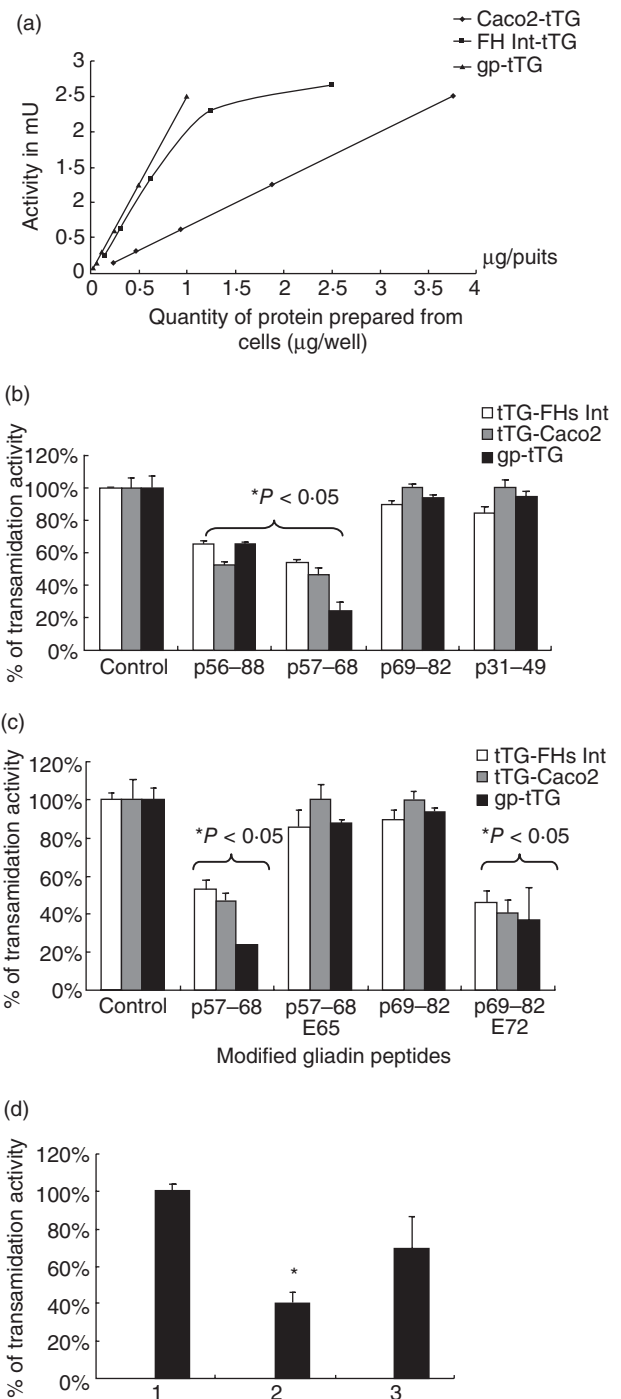 (a)
Caco2-tTG
FH Int-tTG
gp-tTG
Activity in mU
3
2·5
2
1·5
2
0·5
0
0 0·5 1 1·5 2 2·5 3 3·5 4
μg/puits
Quantity of protein prepared from
cells (μg/well)
(b)
tTG-FHs Int
tTG-Caco2
gp-tTG
% of transamidation activity
120%
100%
80%
60%
40%
20%
0%
*P < 0·05
Control p56–88 p57–68 p69–82 p31–49
(c)
tTG-FHs Int
tTG-Caco2
gp-tTG
% of transamidation activity
120%
100%
80%
60%
40%
20%
0%
*P < 0·05 *P < 0·05
Control p57–68 p57–68 p69–82 p69–82
E65 E72
Modified gliadin peptides
(d)
% of transamidation activity
120%
100%
80%
60%
40%
20%
0%
*
1 2 3